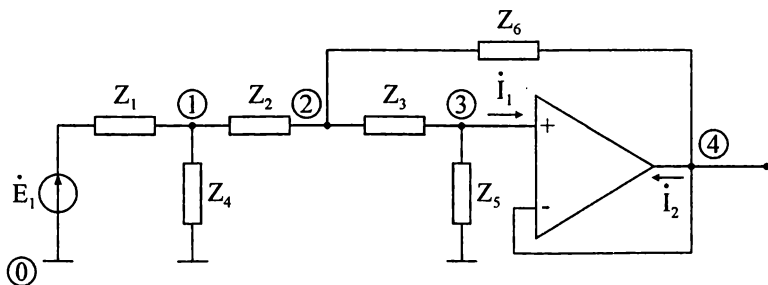 Z₆
Z₁ ① Z₂ ② Z₃ ③ İ₁ ④
+
Ė₁ Z₄ Z₅ - İ₂
⓪